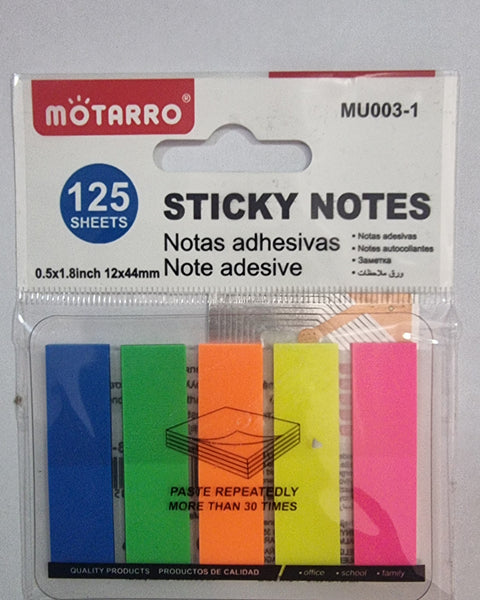 MOTARRO®
MU003-1
125
SHEETS
STICKY NOTES
Notas adhesivas
Note adesive
• Notas adesivas
• Notes autocollantes
• Заметка
• ورق ملاحظات
0.5x1.8inch 12x44mm
PASTE REPEATEDLY
MORE THAN 30 TIMES
QUALITY PRODUCTS PRODUCTOS DE CALIDAD • office • school • family